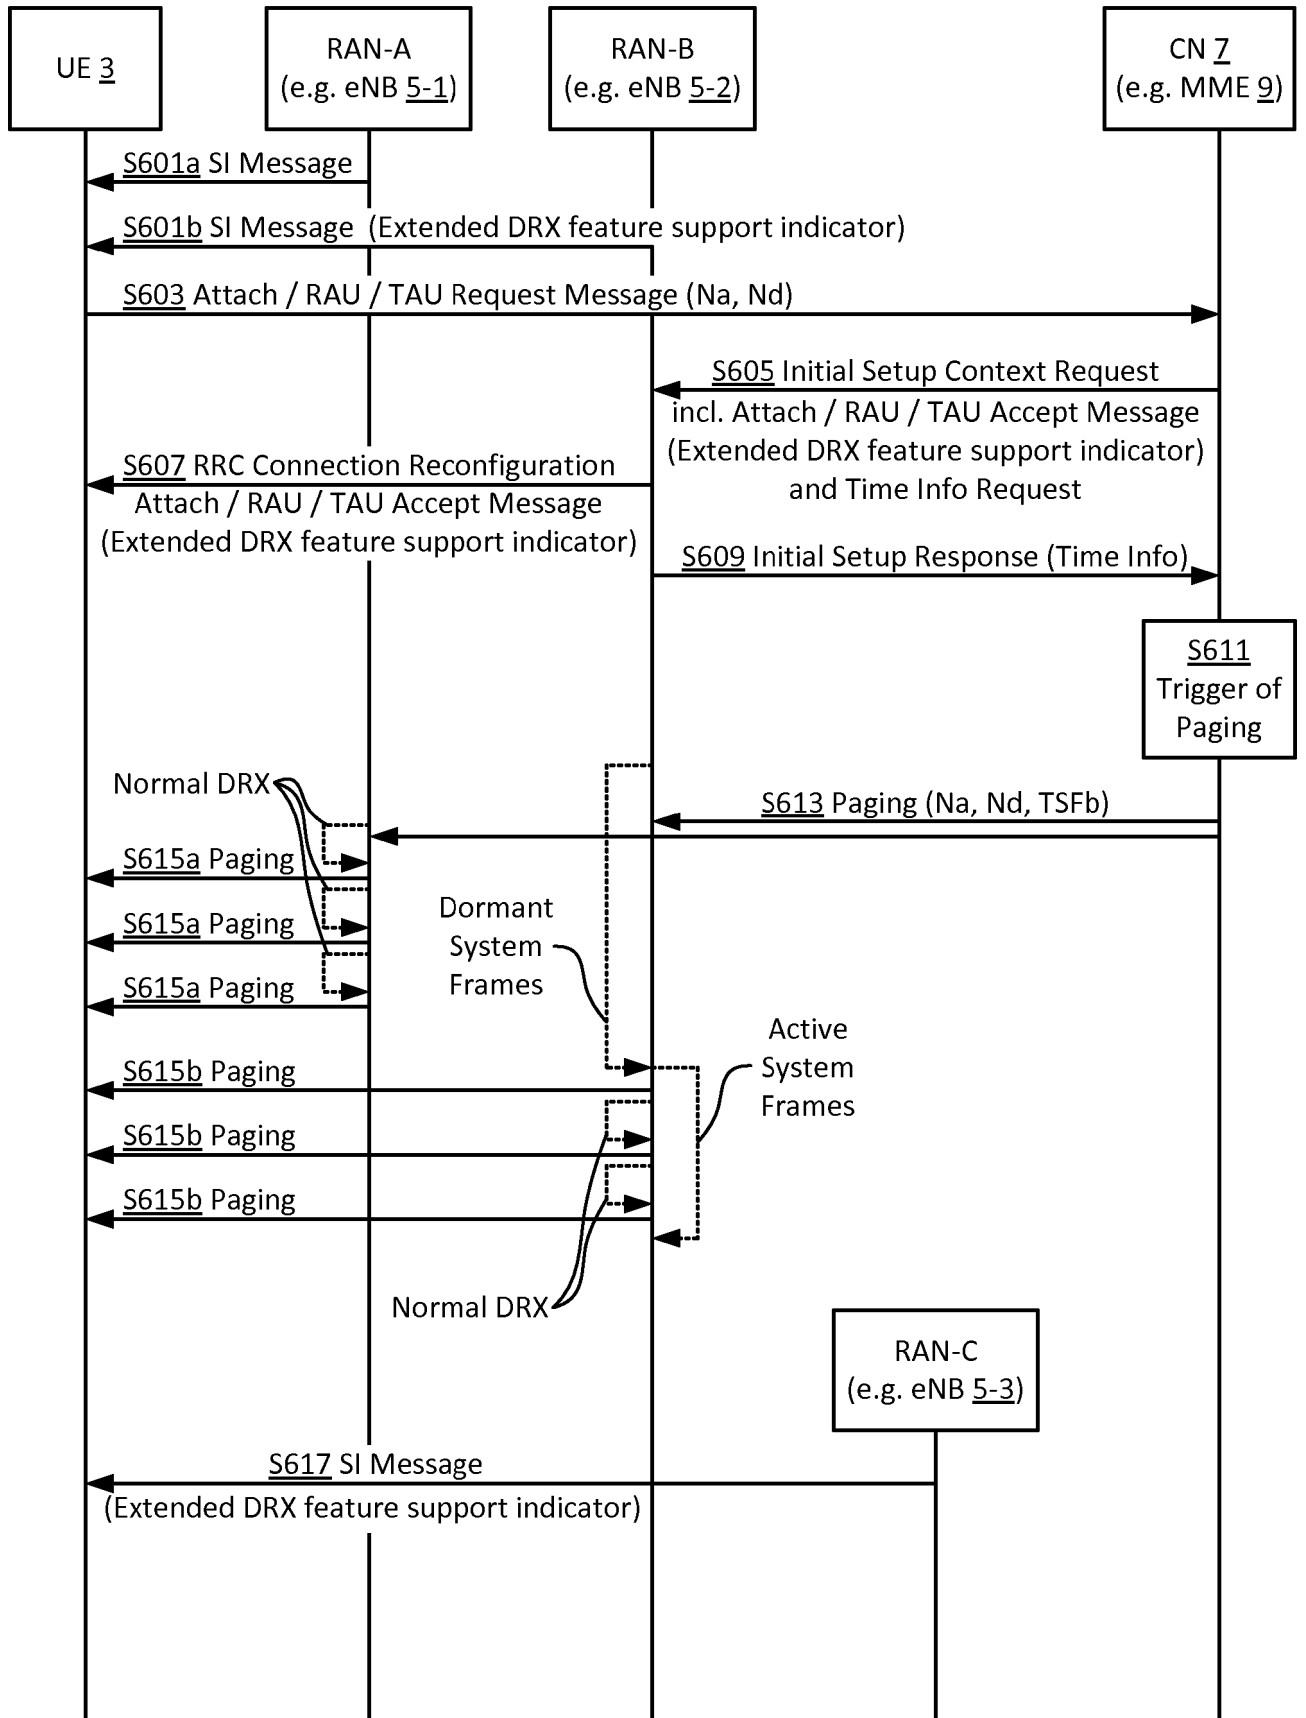 UE 3
RAN-A
(e.g. eNB 5-1)
RAN-B
(e.g. eNB 5-2)
CN 7
(e.g. MME 9)
S601a SI Message
S601b SI Message (Extended DRX feature support indicator)
S603 Attach / RAU / TAU Request Message (Na, Nd)
S605 Initial Setup Context Request
incl. Attach / RAU / TAU Accept Message
(Extended DRX feature support indicator)
and Time Info Request
S607 RRC Connection Reconfiguration
Attach / RAU / TAU Accept Message
(Extended DRX feature support indicator)
S609 Initial Setup Response (Time Info)
S611
Trigger of
Paging
Normal DRX
S613 Paging (Na, Nd, TSFb)
S615a Paging
S615a Paging
S615a Paging
Dormant
System
Frames
Active
System
Frames
S615b Paging
S615b Paging
S615b Paging
Normal DRX
RAN-C
(e.g. eNB 5-3)
S617 SI Message
(Extended DRX feature support indicator)